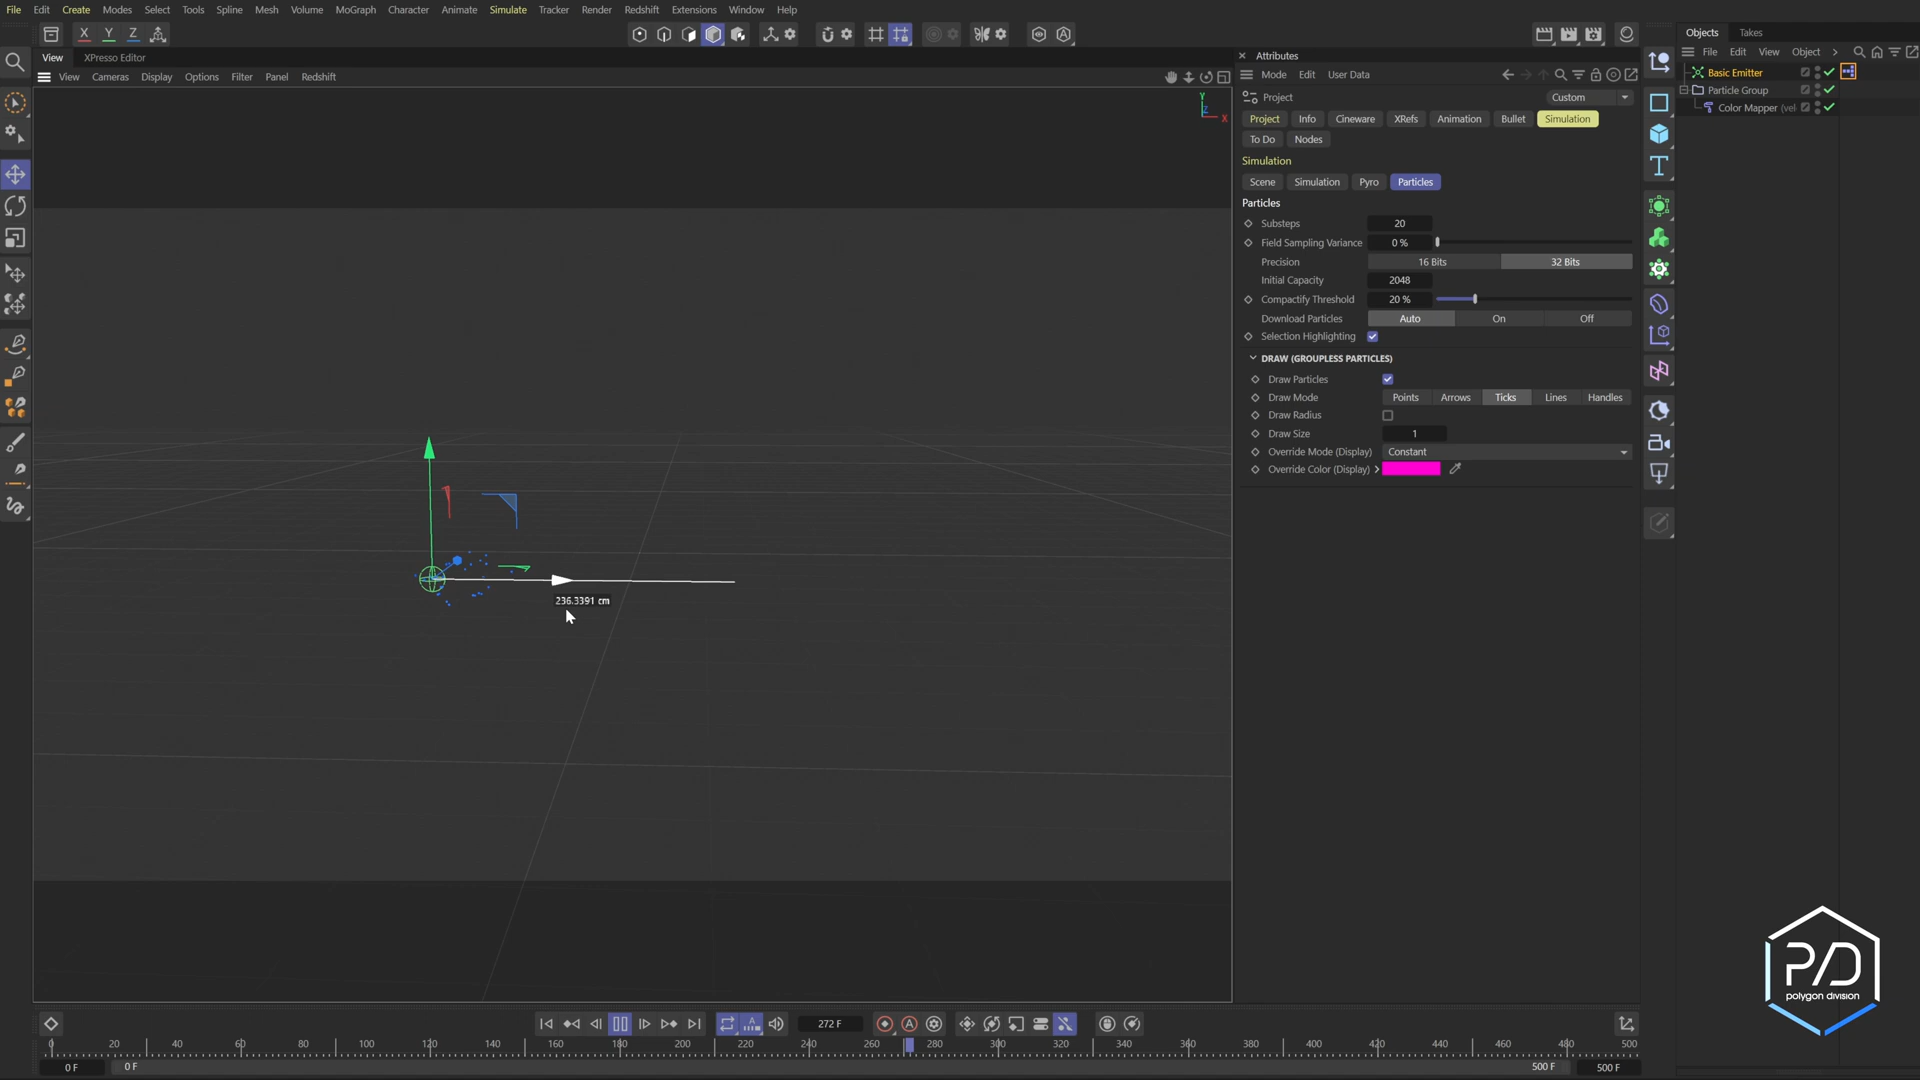 File Edit Create Modes Select Tools Spline Mesh Volume MoGraph Character Animate Simulate Tracker Render Redshift Extensions Window Help
X Y Z
View XPresso Editor
View Cameras Display Options Filter Panel Redshift
Y
Z
X
236.3391 cm
Attributes
Mode Edit User Data
Project Custom
Project Info Cineware XRefs Animation Bullet Simulation
To Do Nodes
Simulation
Scene Simulation Pyro Particles
Particles
Substeps 20
Field Sampling Variance 0 %
Precision 16 Bits 32 Bits
Initial Capacity 2048
Compactify Threshold 20 %
Download Particles Auto On Off
Selection Highlighting
DRAW (GROUPLESS PARTICLES)
Draw Particles
Draw Mode Points Arrows Ticks Lines Handles
Draw Radius
Draw Size 1
Override Mode (Display) Constant
Override Color (Display)
Objects Takes
File Edit View Object
Basic Emitter
Particle Group
Color Mapper (vel
272 F
0 20 40 60 80 100 120 140 160 180 200 220 240 260 280 300 320 340 360 380 400 420 440 460 480 500
0 F 0 F 500 F 500 F
P/D
polygon division